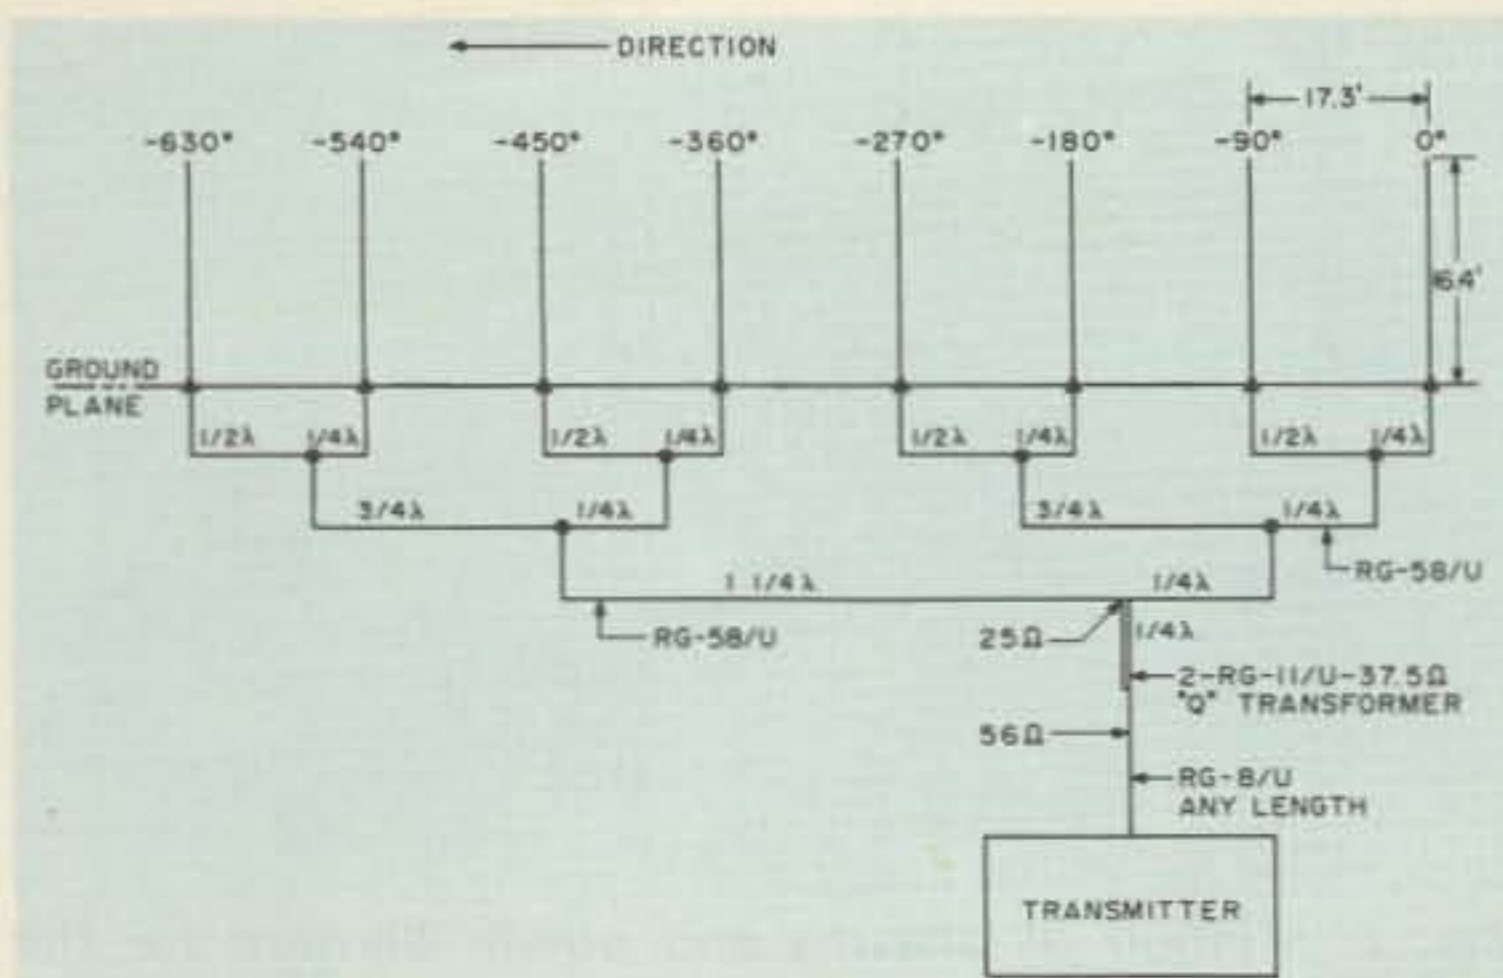 DIRECTION
17.3'
-630° -540° -450° -360° -270° -180° -90° 0°
16.4'
GROUND
PLANE
1/2λ 1/4λ 1/2λ 1/4λ 1/2λ 1/4λ 1/2λ 1/4λ
3/4λ 1/4λ 3/4λ 1/4λ
RG-58/U
1 1/4λ 1/4λ
RG-58/U 25Ω 1/4λ
2-RG-11/U-37.5Ω
"Q" TRANSFORMER
56Ω
RG-8/U
ANY LENGTH
TRANSMITTER